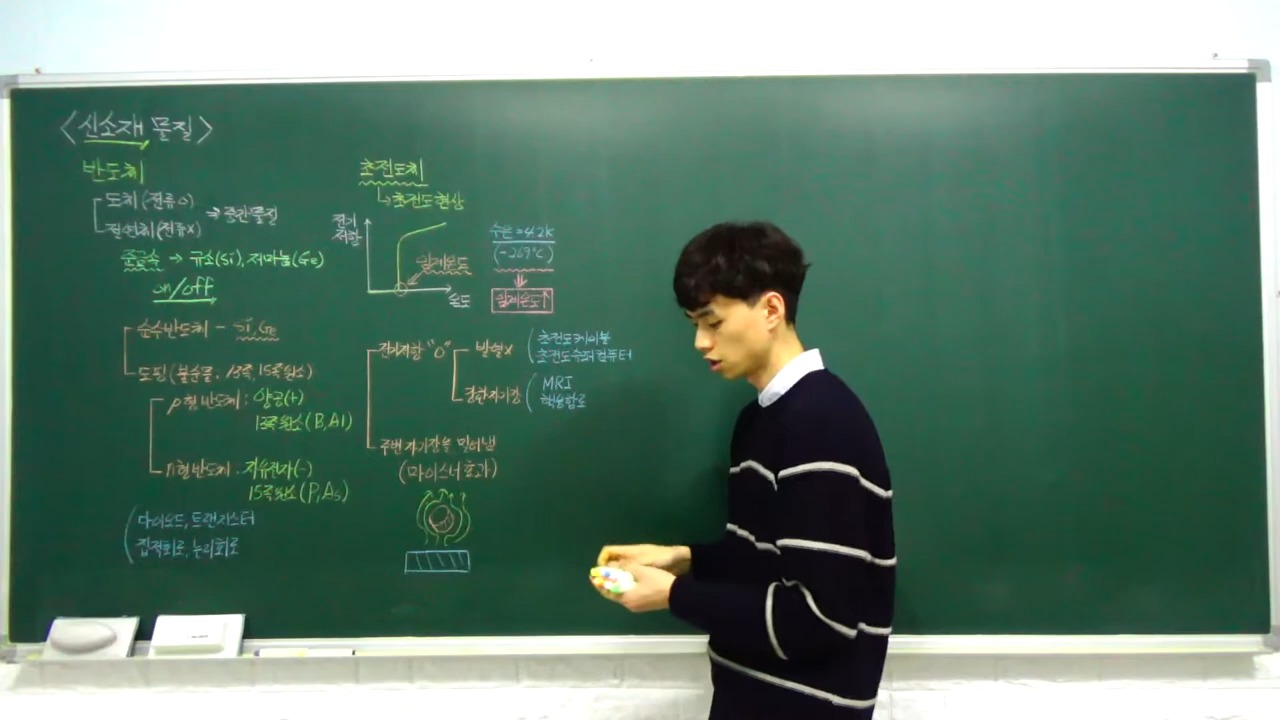 <신소재 물질>
반도체
도체(전류O)
절연체(전류X) ⇒ 중간물질
준금속 → 규소(Si), 저마늄(Ge)
on/off
순수반도체 - Si, Ge
도핑(불순물, 13족, 15족원소)
p형반도체 : 양공(+)
13족원소(B, Al)
n형반도체 : 자유전자(-)
15족원소(P, As)
다이오드, 트랜지스터
집적회로, 논리회로
초전도체
↳초전도현상
전기
저항
임계온도
온도
수은 = 4.2K
(-269℃)
임계온도↑
전기저항 "0"
발열X
초전도케이블
초전도수퍼컴퓨터
강한자기장
MRI
핵융합로
주변 자기장을 밀어냄
(마이스너효과)